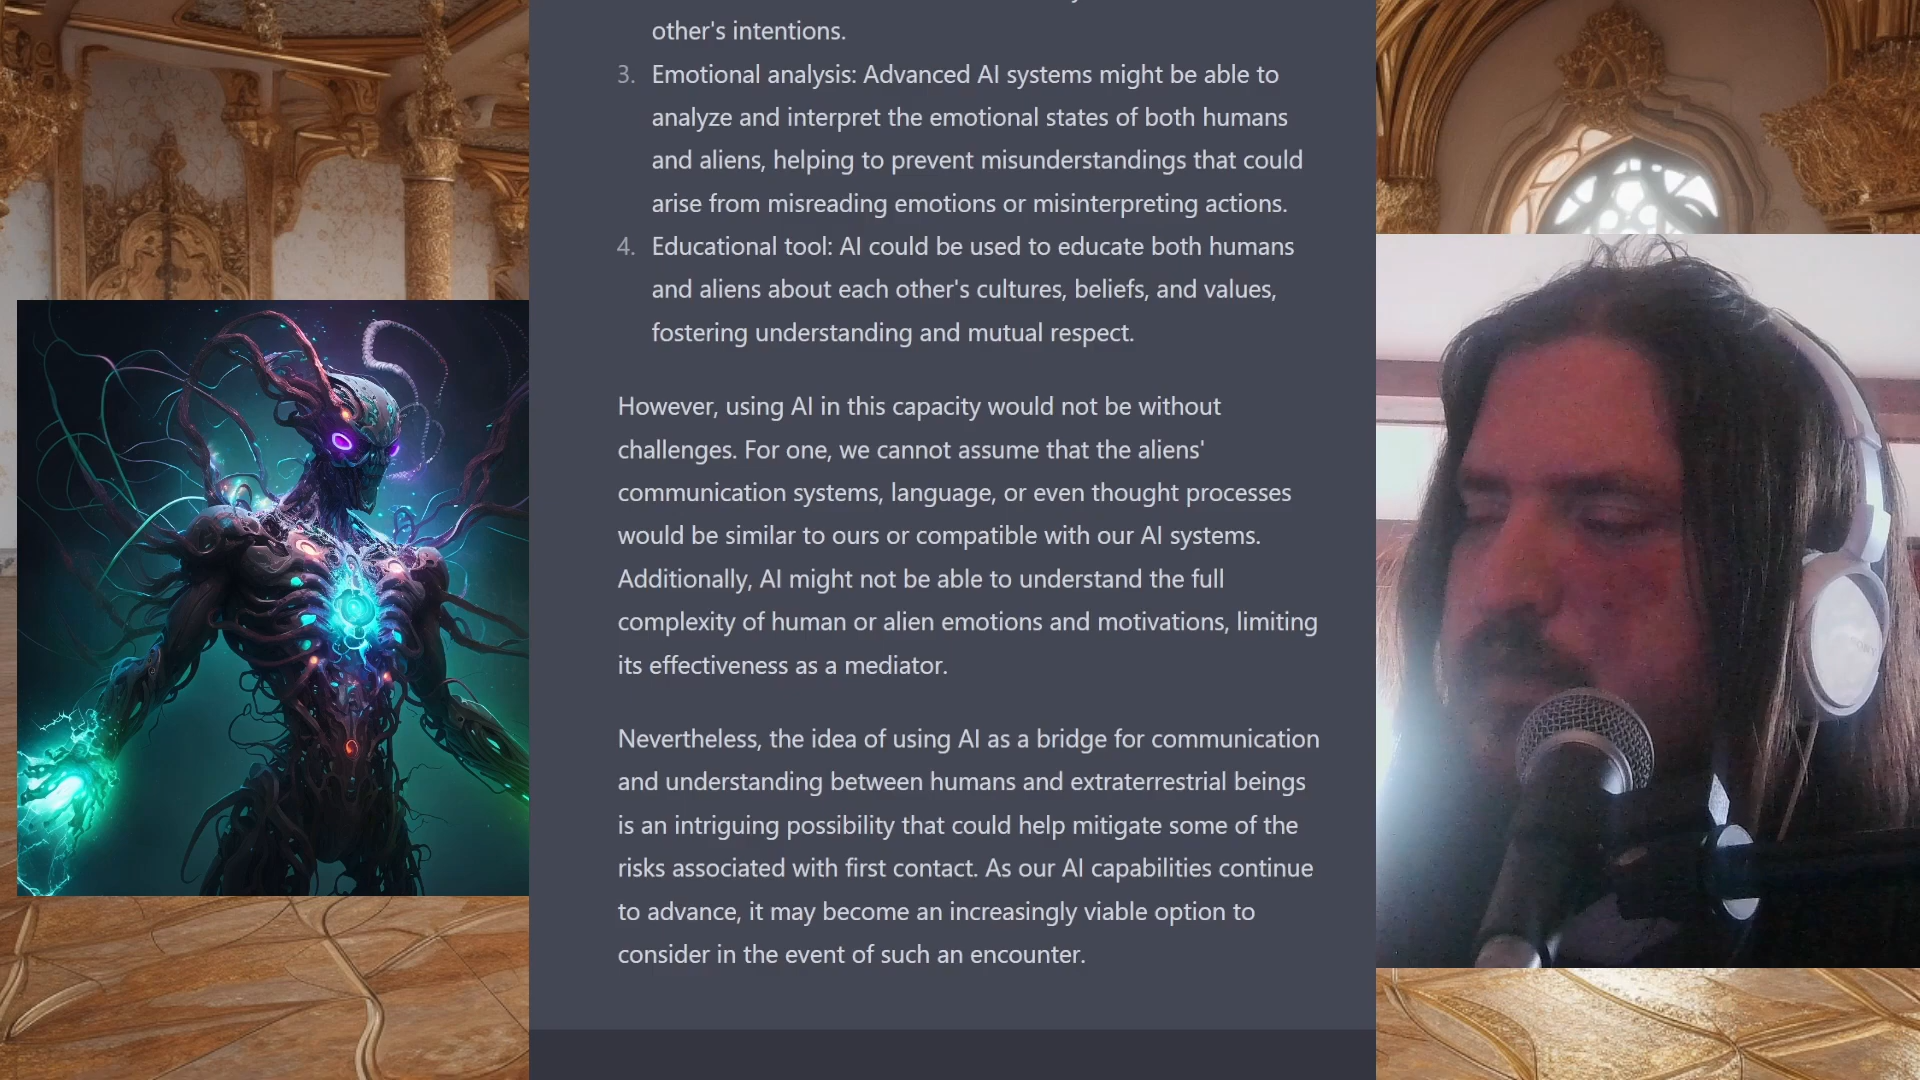 other's intentions.
3. Emotional analysis: Advanced AI systems might be able to
analyze and interpret the emotional states of both humans
and aliens, helping to prevent misunderstandings that could
arise from misreading emotions or misinterpreting actions.
4. Educational tool: AI could be used to educate both humans
and aliens about each other's cultures, beliefs, and values,
fostering understanding and mutual respect.
However, using AI in this capacity would not be without
challenges. For one, we cannot assume that the aliens'
communication systems, language, or even thought processes
would be similar to ours or compatible with our AI systems.
Additionally, AI might not be able to understand the full
complexity of human or alien emotions and motivations, limiting
its effectiveness as a mediator.
Nevertheless, the idea of using AI as a bridge for communication
and understanding between humans and extraterrestrial beings
is an intriguing possibility that could help mitigate some of the
risks associated with first contact. As our AI capabilities continue
to advance, it may become an increasingly viable option to
consider in the event of such an encounter.